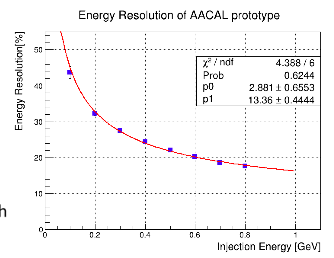 Energy Resolution of AACAL prototype
Energy Resolution[%]
χ² / ndf 4.388 / 6
Prob 0.6244
p0 2.881 ± 0.6553
p1 13.36 ± 0.4444
50
40
30
20
10
0
0 0.2 0.4 0.6 0.8 1
Injection Energy [GeV]
h